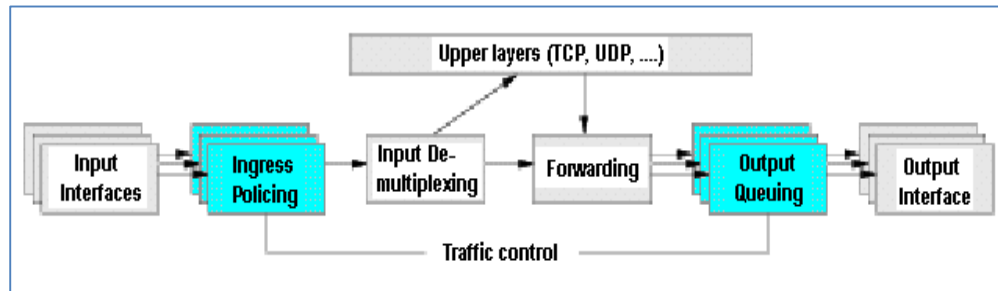 Upper layers (TCP, UDP, ....)
Input
Interfaces
Ingress
Policing
Input De-
multiplexing
Forwarding
Output
Queuing
Output
Interface
Traffic control